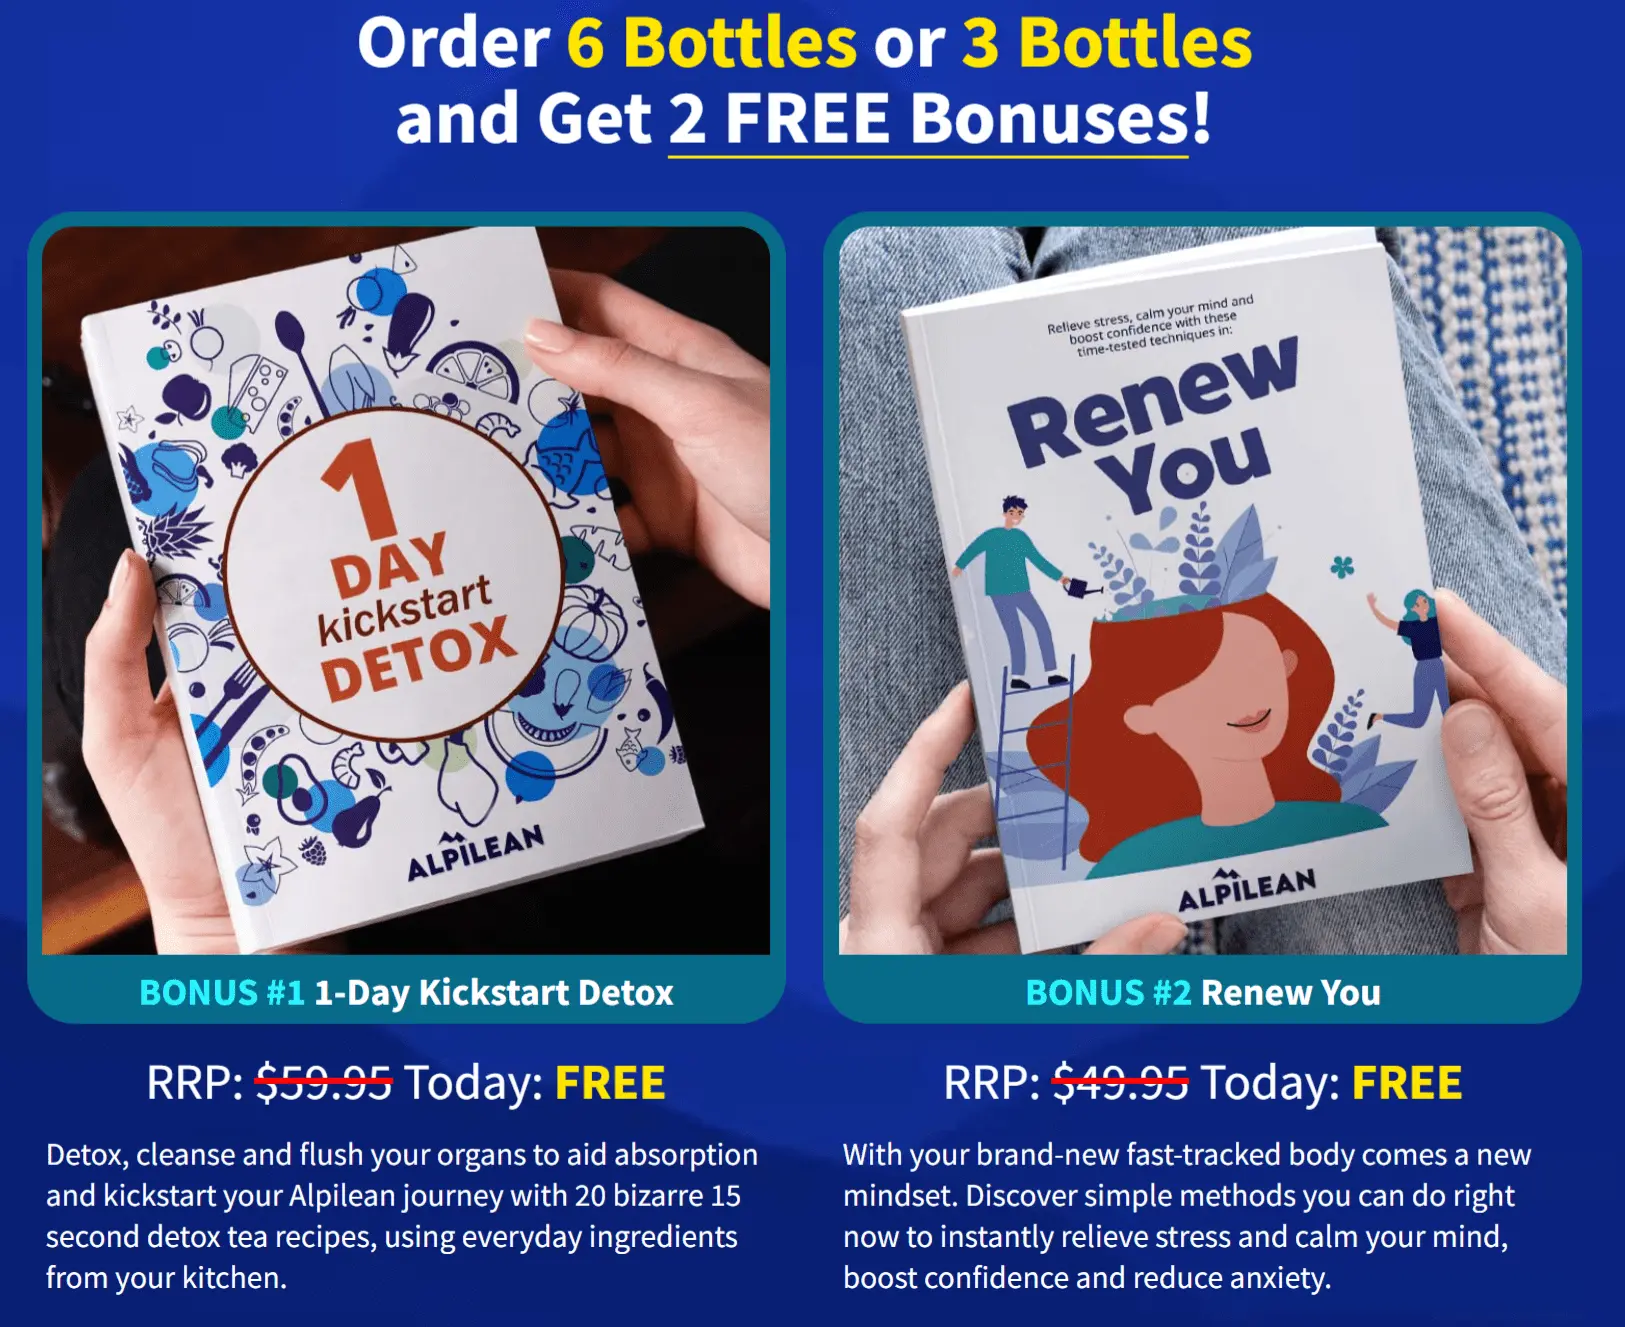 Order 6 Bottles or 3 Bottles
and Get 2 FREE Bonuses!
1
DAY
kickstart
DETOX
ALPILEAN
BONUS #1 1-Day Kickstart Detox
RRP: $59.95 Today: FREE
Detox, cleanse and flush your organs to aid absorption
and kickstart your Alpilean journey with 20 bizarre 15
second detox tea recipes, using everyday ingredients
from your kitchen.
Relieve stress, calm your mind and
boost confidence with these
time-tested techniques in:
Renew
You
ALPILEAN
BONUS #2 Renew You
RRP: $49.95 Today: FREE
With your brand-new fast-tracked body comes a new
mindset. Discover simple methods you can do right
now to instantly relieve stress and calm your mind,
boost confidence and reduce anxiety.